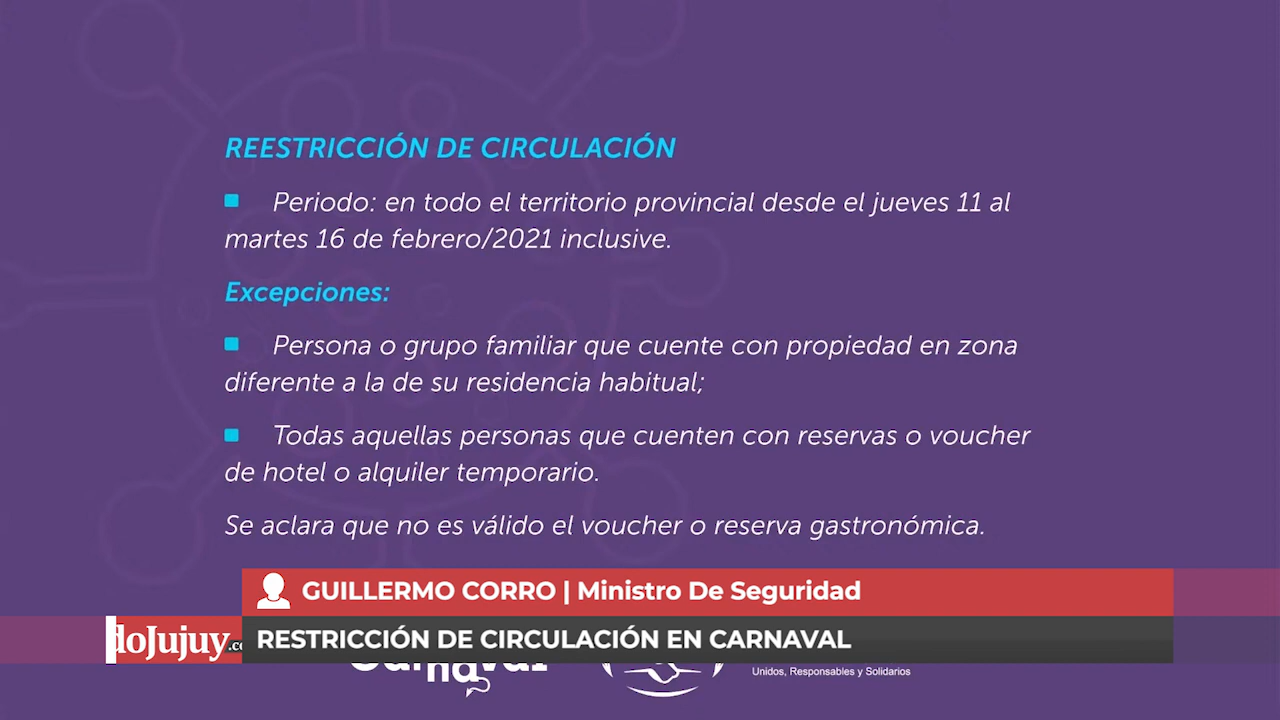 REESTRICCIÓN DE CIRCULACIÓN
Periodo: en todo el territorio provincial desde el jueves 11 al
martes 16 de febrero/2021 inclusive.
Excepciones:
Persona o grupo familiar que cuente con propiedad en zona
diferente a la de su residencia habitual;
Todas aquellas personas que cuenten con reservas o voucher
de hotel o alquiler temporario.
Se aclara que no es válido el voucher o reserva gastronómica.
GUILLERMO CORRO | Ministro De Seguridad
doJujuy.co
RESTRICCIÓN DE CIRCULACIÓN EN CARNAVAL
Carnaval
Unidos, Responsables y Solidarios